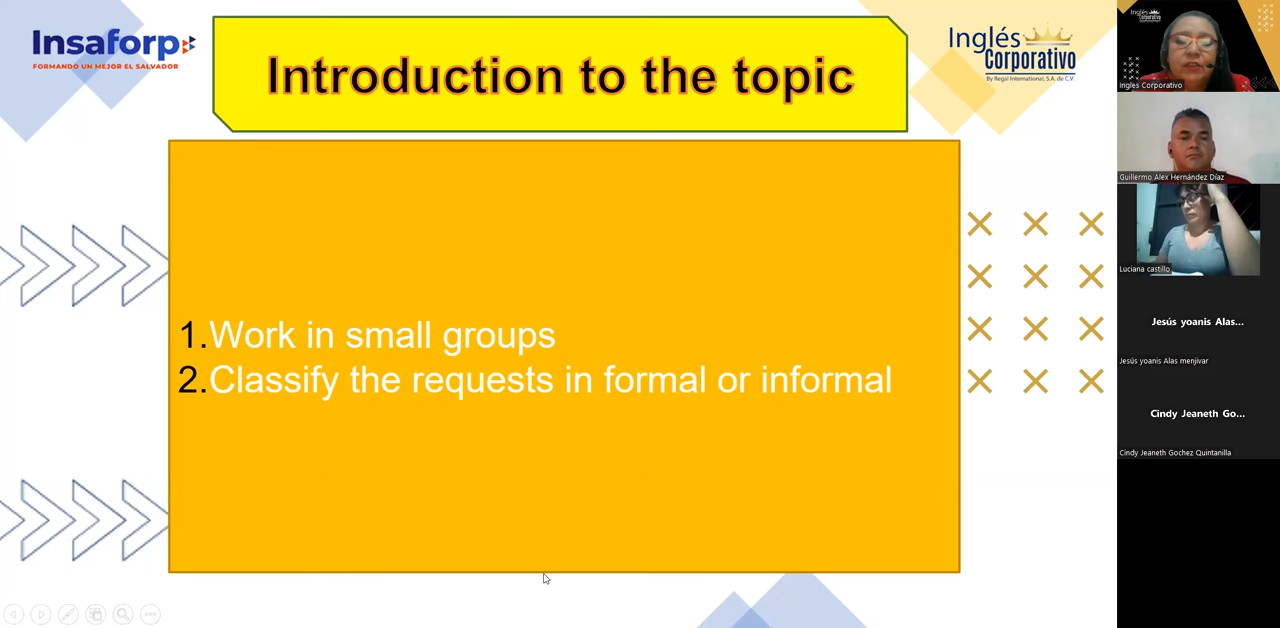 Insaforp
FORMANDO UN MEJOR EL SALVADOR
Introduction to the topic
Inglés
Corporativo
By Regal International, S.A. de C.V.
1.Work in small groups
2.Classify the requests in formal or informal
Inglés
Corporativo
Ingles Corporativo
Guillermo Alex Hernández Díaz
Luciana castillo
Jesús yoanis Alas...
Jesús yoanis Alas menjivar
Cindy Jeaneth Go...
Cindy Jeaneth Gochez Quintanilla